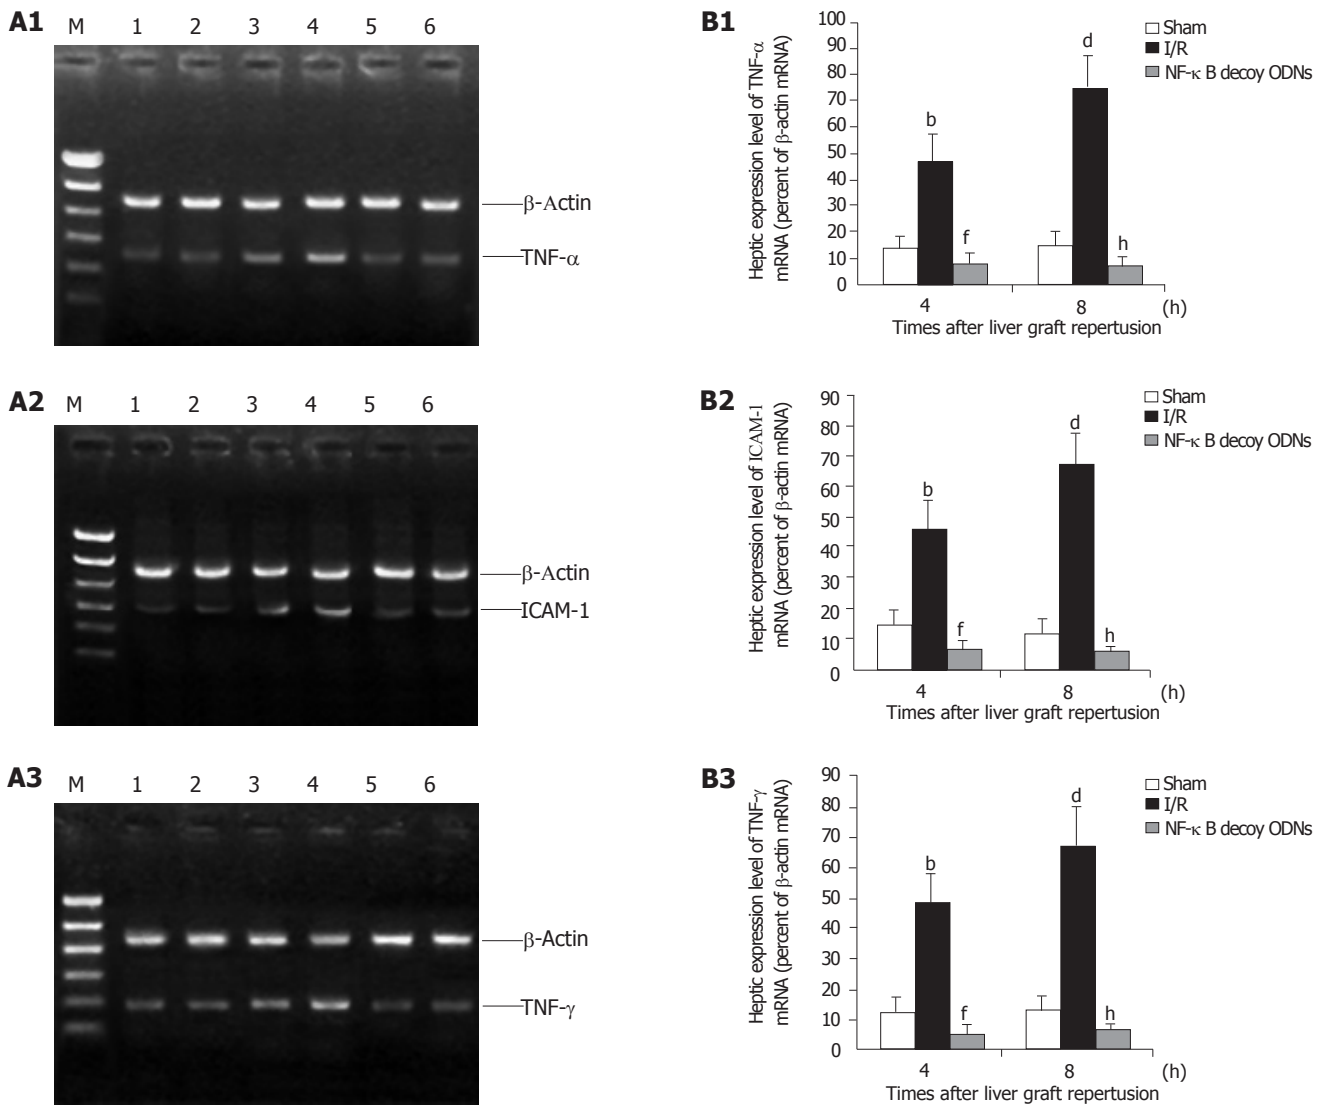 A1
M 1 2 3 4 5 6
β-Actin
TNF-α
B1
Heptic expression level of TNF-α
mRNA (percent of β-actin mRNA)
100
90
80
70
60
50
40
30
20
10
0
b
f
d
h
Sham
I/R
NF-κ B decoy ODNs
4 8 (h)
Times after liver graft repertusion
A2
M 1 2 3 4 5 6
β-Actin
ICAM-1
B2
Heptic expression level of ICAM-1
mRNA (percent of β-actin mRNA)
90
80
70
60
50
40
30
20
10
0
b
f
d
h
Sham
I/R
NF-κ B decoy ODNs
4 8 (h)
Times after liver graft repertusion
A3
M 1 2 3 4 5 6
β-Actin
TNF-γ
B3
Heptic expression level of TNF-γ
mRNA (percent of β-actin mRNA)
90
80
70
60
50
40
30
20
10
0
b
f
d
h
Sham
I/R
NF-κ B decoy ODNs
4 8 (h)
Times after liver graft repertusion